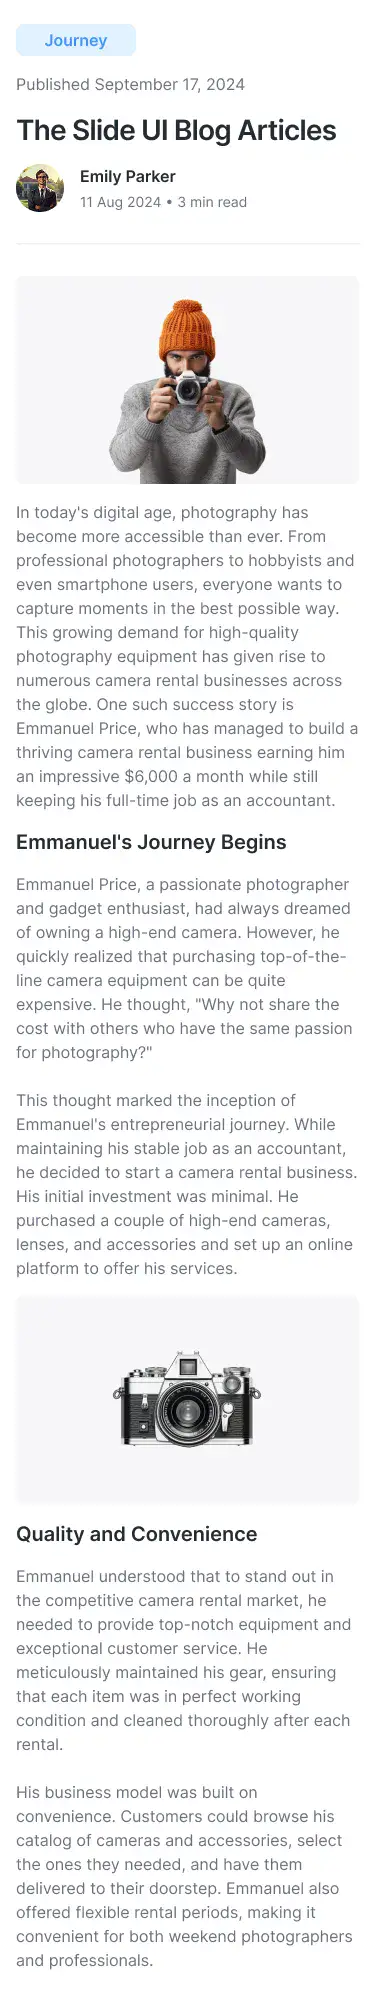 Journey
Published September 17, 2024
The Slide UI Blog Articles
Emily Parker
11 Aug 2024 • 3 min read
In today's digital age, photography has
become more accessible than ever. From
professional photographers to hobbyists and
even smartphone users, everyone wants to
capture moments in the best possible way.
This growing demand for high-quality
photography equipment has given rise to
numerous camera rental businesses across
the globe. One such success story is
Emmanuel Price, who has managed to build a
thriving camera rental business earning him
an impressive $6,000 a month while still
keeping his full-time job as an accountant.
Emmanuel's Journey Begins
Emmanuel Price, a passionate photographer
and gadget enthusiast, had always dreamed
of owning a high-end camera. However, he
quickly realized that purchasing top-of-the-
line camera equipment can be quite
expensive. He thought, "Why not share the
cost with others who have the same passion
for photography?"
This thought marked the inception of
Emmanuel's entrepreneurial journey. While
maintaining his stable job as an accountant,
he decided to start a camera rental business.
His initial investment was minimal. He
purchased a couple of high-end cameras,
lenses, and accessories and set up an online
platform to offer his services.
Quality and Convenience
Emmanuel understood that to stand out in
the competitive camera rental market, he
needed to provide top-notch equipment and
exceptional customer service. He
meticulously maintained his gear, ensuring
that each item was in perfect working
condition and cleaned thoroughly after each
rental.
His business model was built on
convenience. Customers could browse his
catalog of cameras and accessories, select
the ones they needed, and have them
delivered to their doorstep. Emmanuel also
offered flexible rental periods, making it
convenient for both weekend photographers
and professionals.